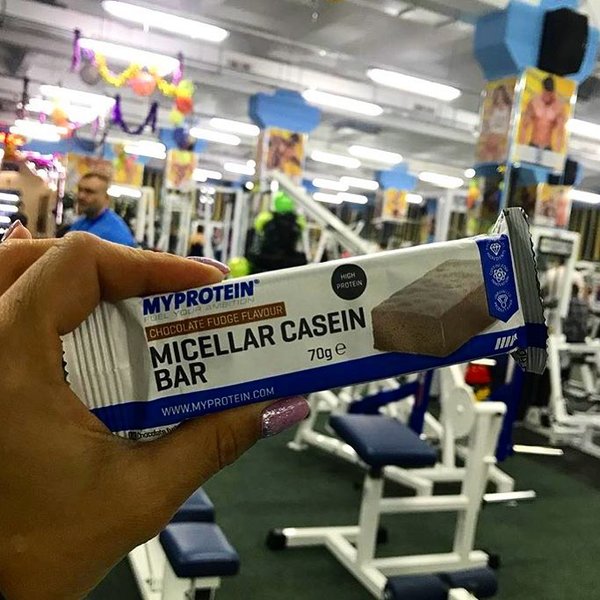 MYPROTEIN®
FUEL YOUR AMBITION
CHOCOLATE FUDGE FLAVOUR
MICELLAR CASEIN
BAR
70g ℮
HIGH
PROTEIN
WWW.MYPROTEIN.COM